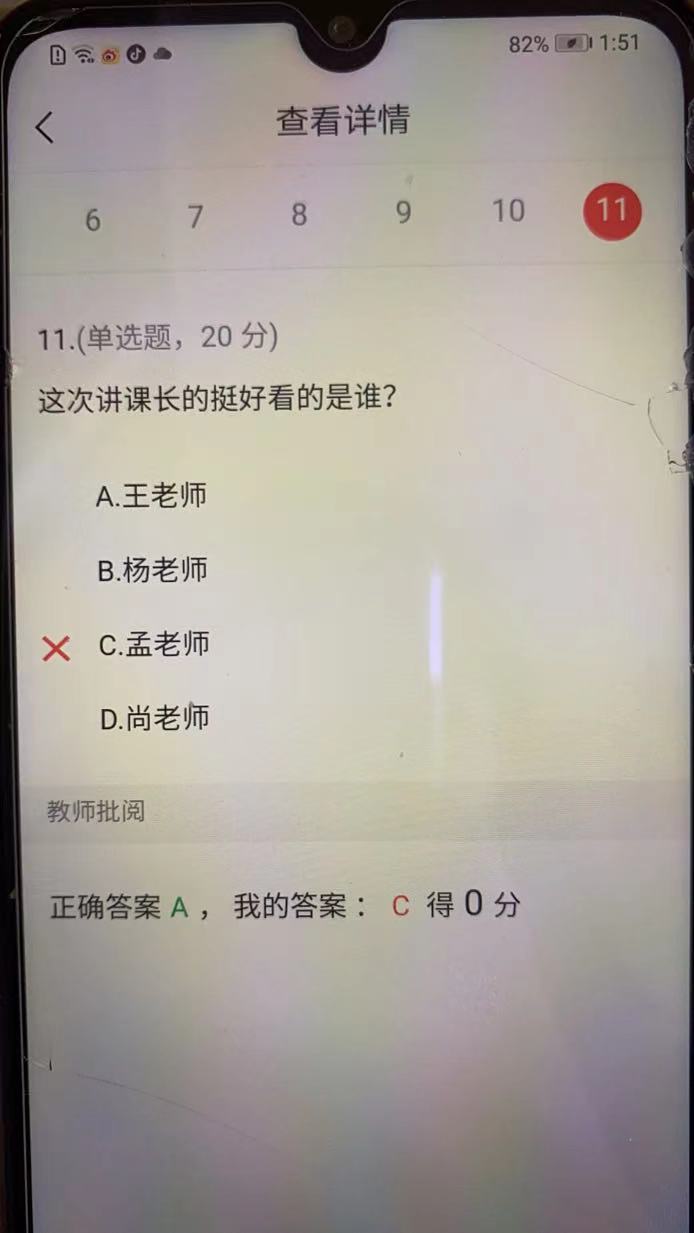 82% 1:51
查看详情
6 7 8 9 10 11
11.(单选题，20 分)
这次讲课长的挺好看的是谁？
A.王老师
B.杨老师
C.孟老师
D.尚老师
教师批阅
正确答案 A ， 我的答案： C 得 0 分